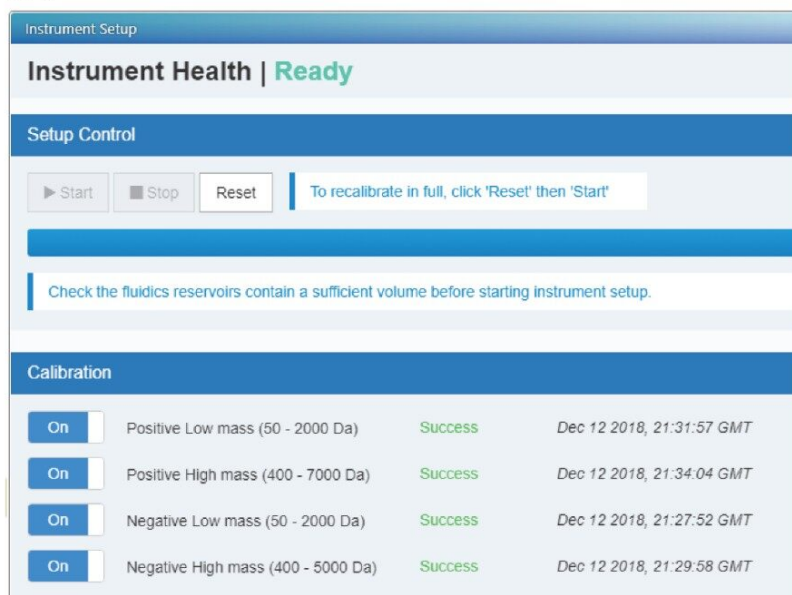 Instrument Setup
Instrument Health | Ready
Setup Control
Start Stop Reset To recalibrate in full, click 'Reset' then 'Start'
Check the fluidics reservoirs contain a sufficient volume before starting instrument setup.
Calibration
On Positive Low mass (50 - 2000 Da) Success Dec 12 2018, 21:31:57 GMT
On Positive High mass (400 - 7000 Da) Success Dec 12 2018, 21:34:04 GMT
On Negative Low mass (50 - 2000 Da) Success Dec 12 2018, 21:27:52 GMT
On Negative High mass (400 - 5000 Da) Success Dec 12 2018, 21:29:58 GMT